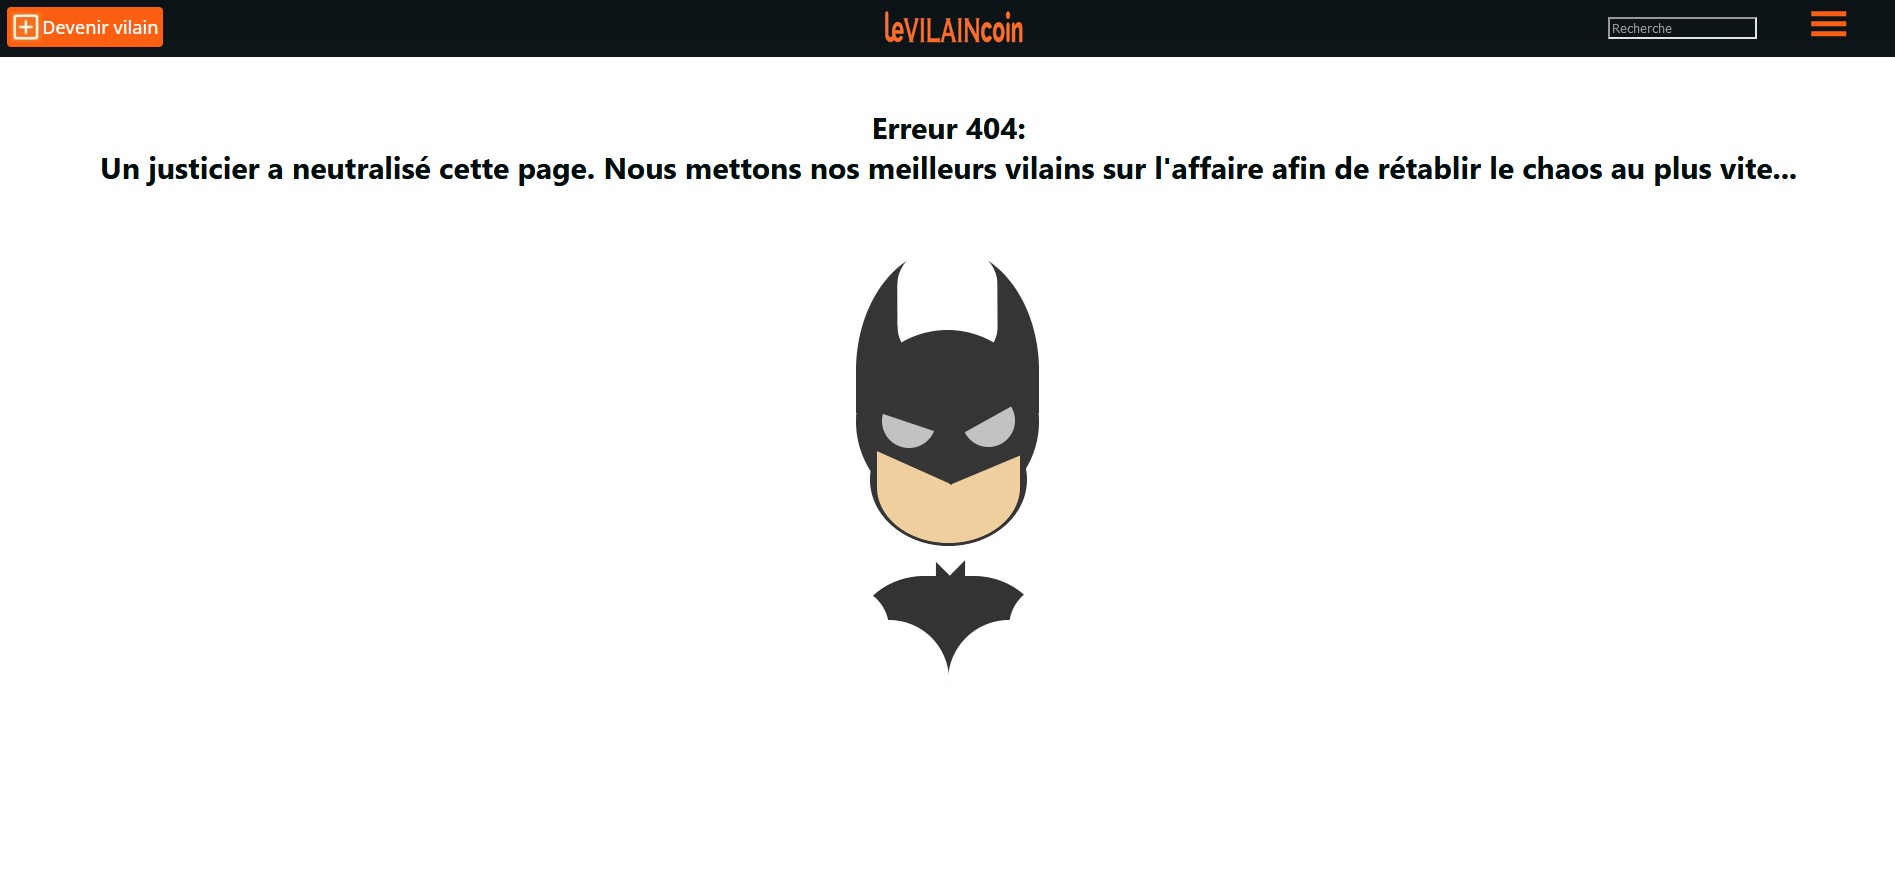 Devenir vilain
leVILAINcoin
Recherche
Erreur 404:
Un justicier a neutralisé cette page. Nous mettons nos meilleurs vilains sur l'affaire afin de rétablir le chaos au plus vite...